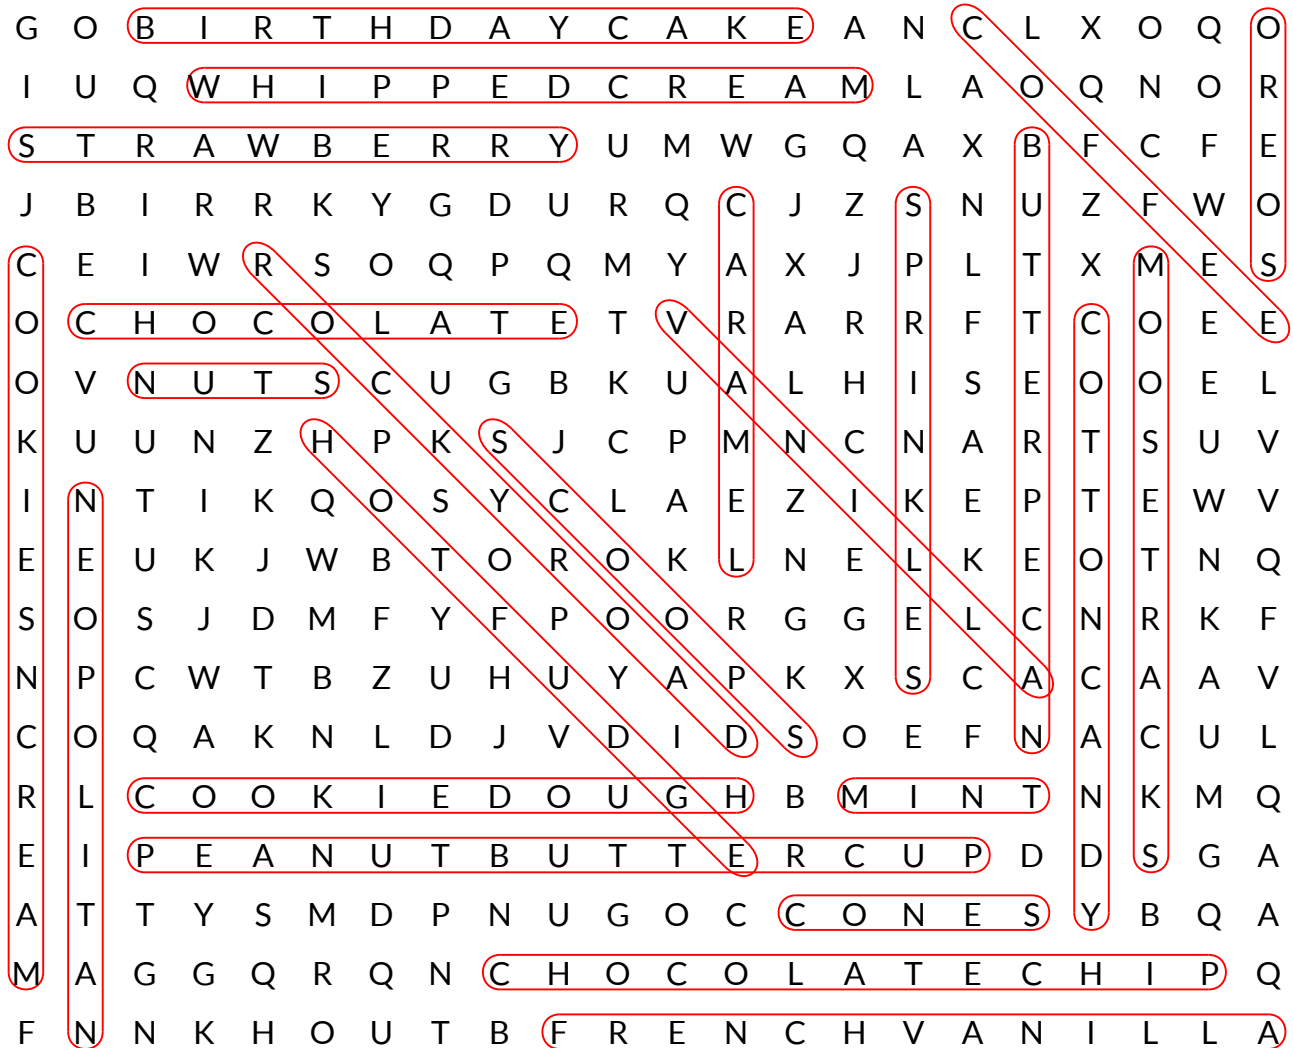 G O B I R T H D A Y C A K E A N C L X O Q O
I U Q W H I P P E D C R E A M L A O Q N O R
S T R A W B E R R Y U M W G Q A X B F C F E
J B I R R K Y G D U R Q C J Z S N U Z F W O
C E I W R S O Q P Q M Y A X J P L T X M E S
O C H O C O L A T E T V R A R R F T C O E E
O V N U T S C U G B K U A L H I S E O O E L
K U U N Z H P K S J C P M N C N A R T S U V
I N T I K Q O S Y C L A E Z I K E P T E W V
E E U K J W B T O R O K L N E L K E O T N Q
S O S J D M F Y F P O O R G G E L C N R K F
N P C W T B Z U H U Y A P K X S C A C A A V
C O Q A K N L D J V D I D S O E F N A C U L
R L C O O K I E D O U G H B M I N T N K M Q
E I P E A N U T B U T T E R C U P D D S G A
A T T Y S M D P N U G O C C O N E S Y B Q A
M A G G Q R Q N C H O C O L A T E C H I P Q
F N N K H O U T B F R E N C H V A N I L L A